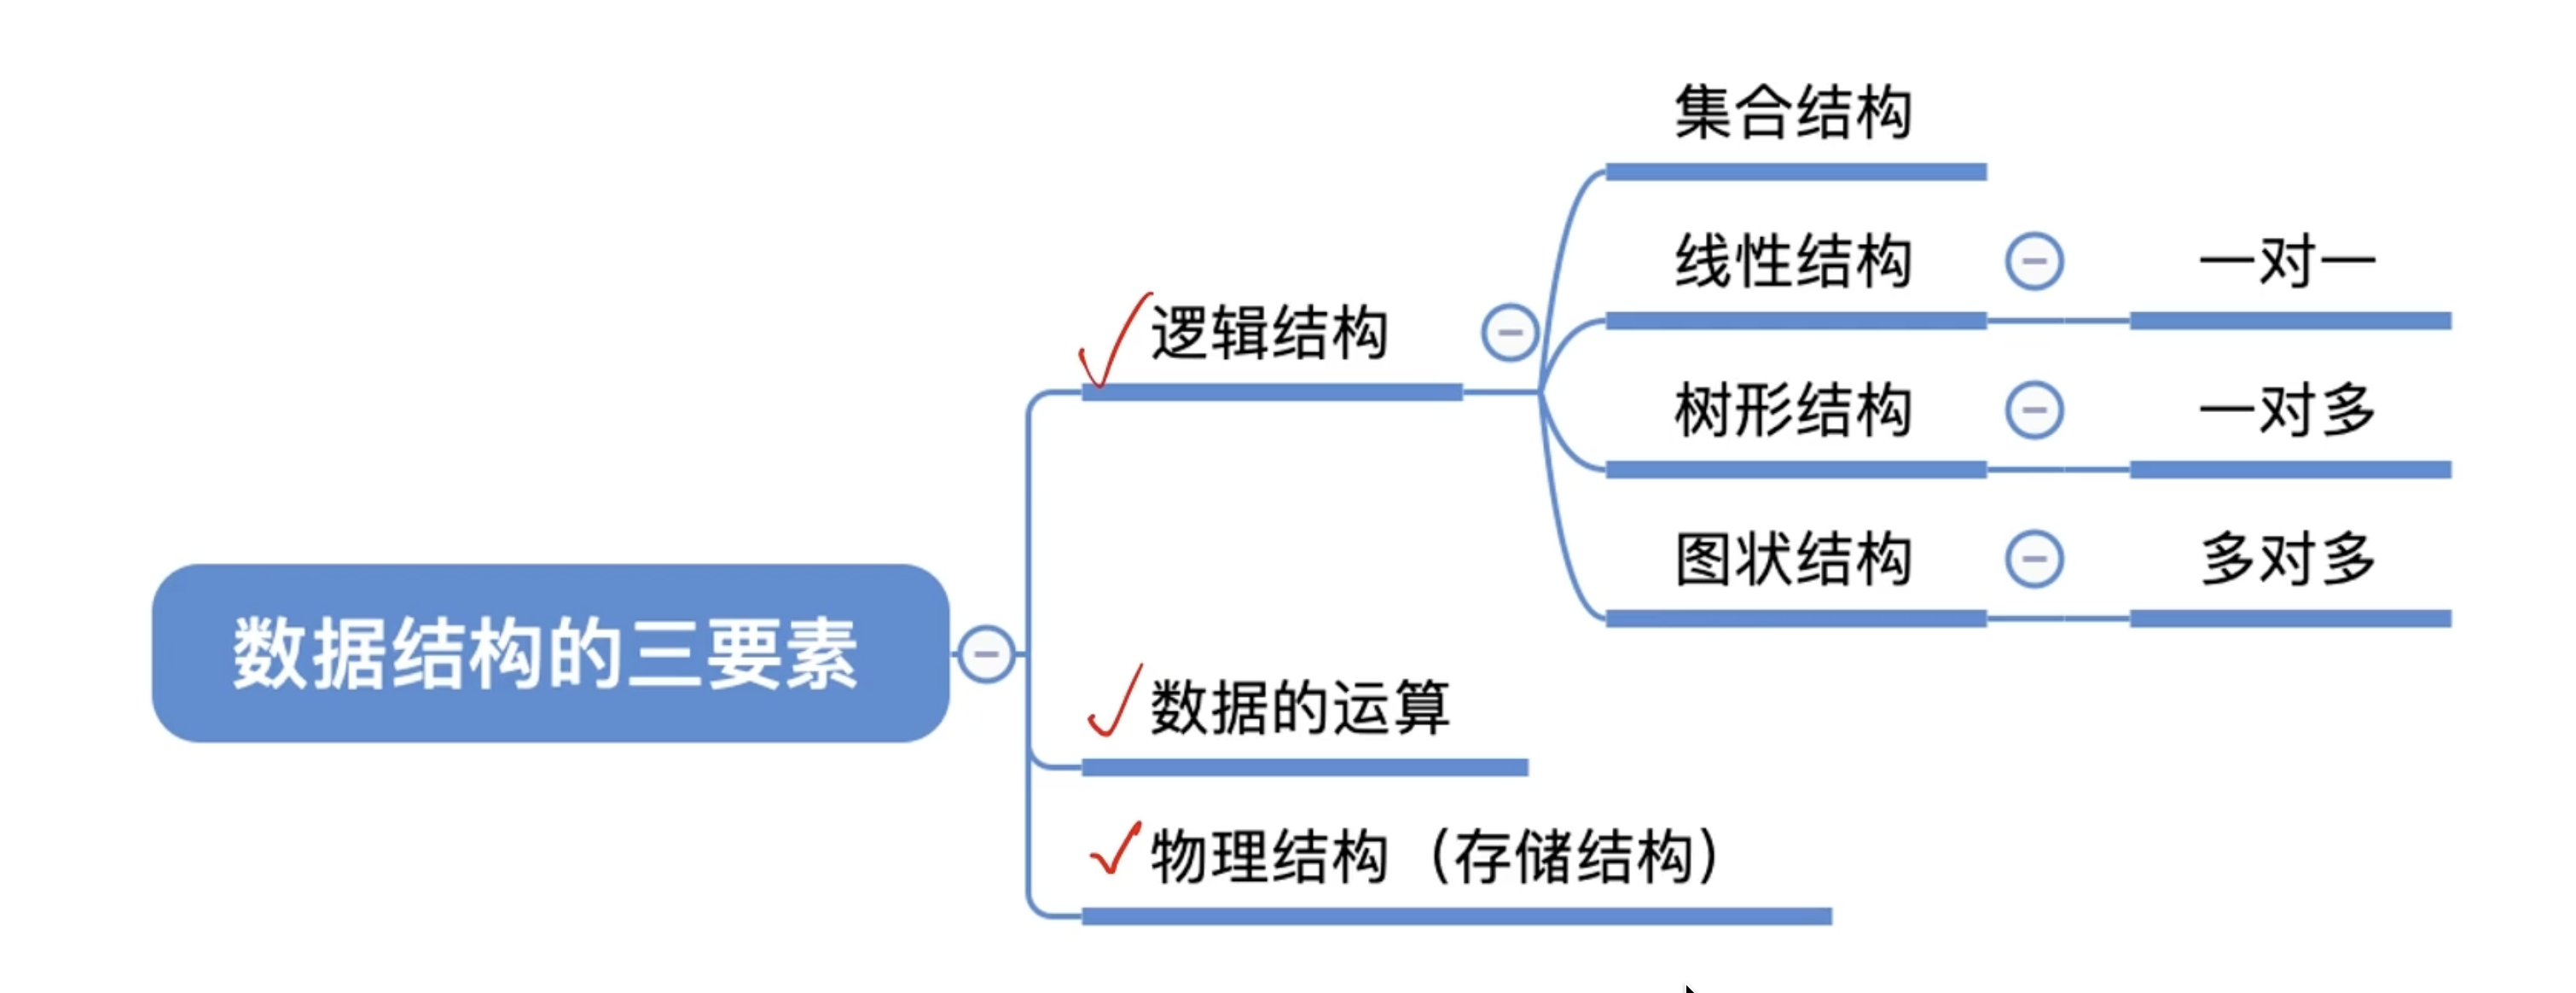 数据结构的三要素
逻辑结构
集合结构
线性结构
一对一
树形结构
一对多
图状结构
多对多
数据的运算
物理结构（存储结构）